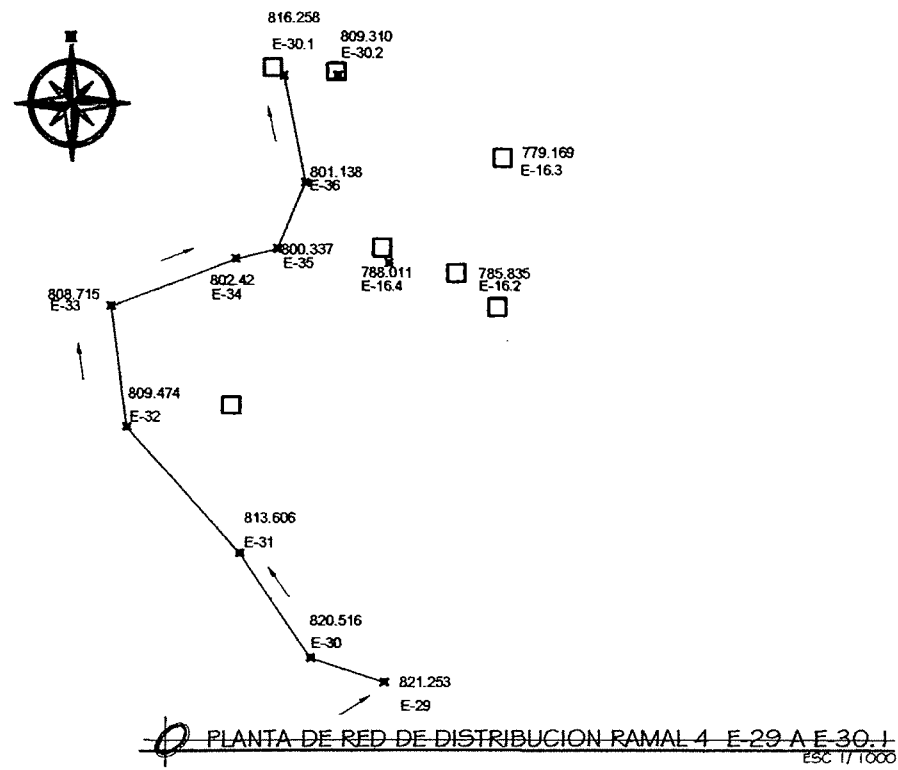 816.258
E-30.1
809.310
E-30.2
801.138
E-36
779.169
E-16.3
800.337
E-35
802.42
E-34
788.011
E-16.4
785.835
E-16.2
808.715
E-33
809.474
E-32
813.606
E-31
820.516
E-30
821.253
E-29
PLANTA DE RED DE DISTRIBUCION RAMAL 4 E-29 A E-30.1
ESC 1/1000